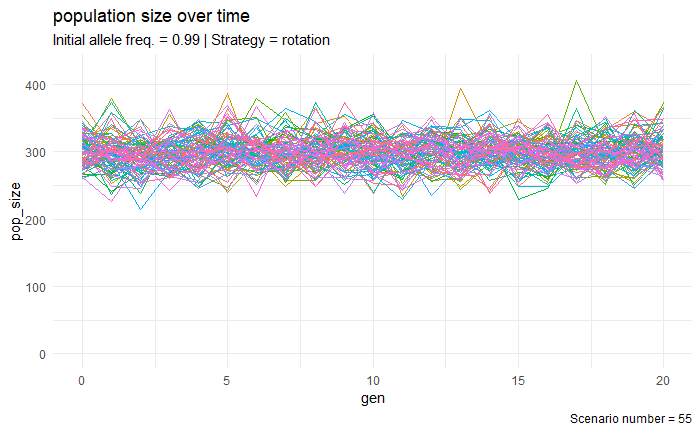 population size over time
Initial allele freq. = 0.99 | Strategy = rotation
400
300
200
100
0
pop_size
0 5 10 15 20
gen
Scenario number = 55